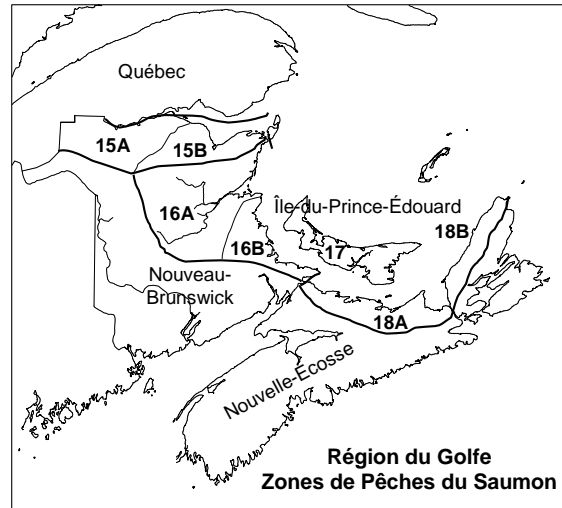 Québec
15A
15B
16A
Île-du-Prince-Édouard
18B
16B
17
Nouveau-
Brunswick
18A
Nouvelle-Écosse
Région du Golfe
Zones de Pêches du Saumon